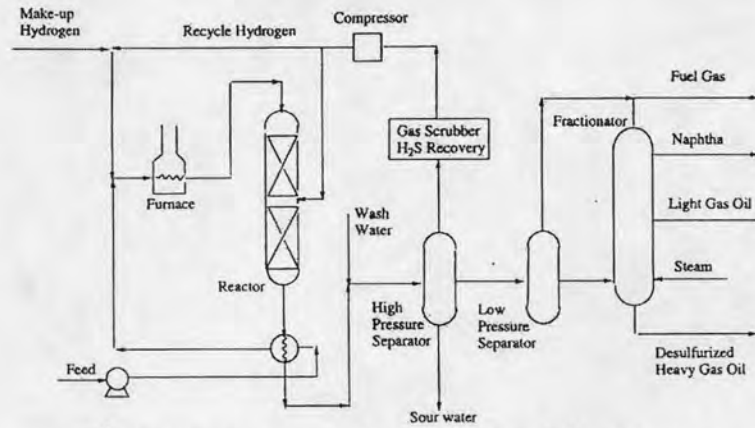 Make-up
Hydrogen
Recycle Hydrogen
Compressor
Fuel Gas
Fractionator
Gas Scrubber
H₂S Recovery
Naphtha
Furnace
Light Gas Oil
Wash
Water
Steam
Reactor
High
Pressure
Separator
Low
Pressure
Separator
Feed
Desulfurized
Heavy Gas Oil
Sour water